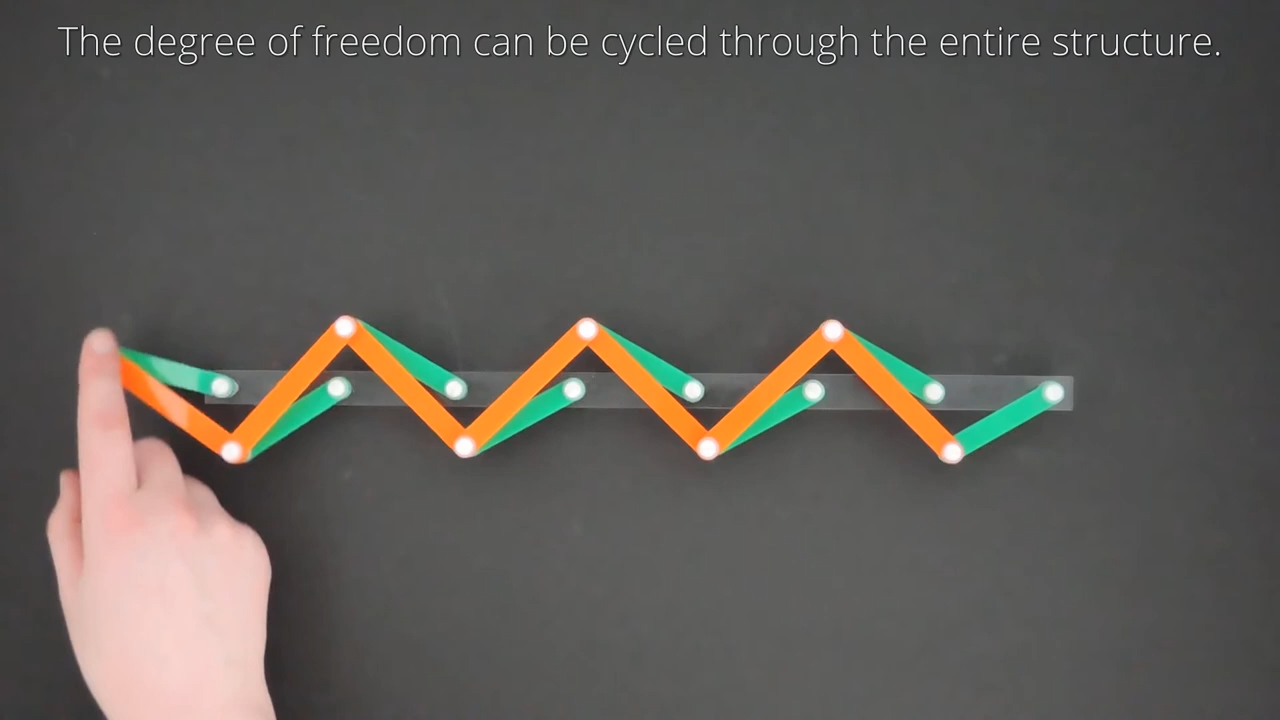 The degree of freedom can be cycled through the entire structure.